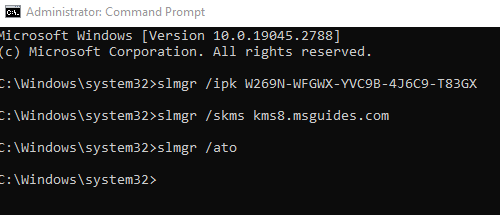 Administrator: Command Prompt
Microsoft Windows [Version 10.0.19045.2788]
(c) Microsoft Corporation. All rights reserved.
C:\Windows\system32>slmgr /ipk W269N-WFGWX-YVC9B-4J6C9-T83GX
C:\Windows\system32>slmgr /skms kms8.msguides.com
C:\Windows\system32>slmgr /ato
C:\Windows\system32>